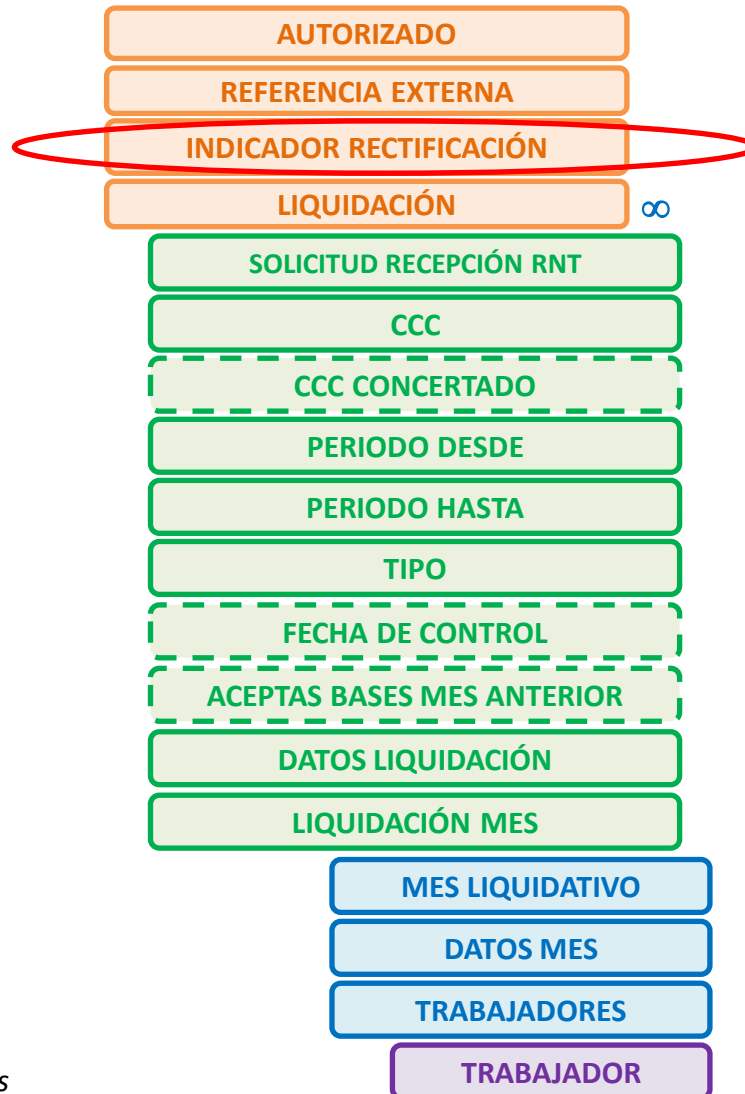 AUTORIZADO
REFERENCIA EXTERNA
INDICADOR RECTIFICACIÓN
LIQUIDACIÓN ∞
SOLICITUD RECEPCIÓN RNT
CCC
CCC CONCERTADO
PERIODO DESDE
PERIODO HASTA
TIPO
FECHA DE CONTROL
ACEPTAS BASES MES ANTERIOR
DATOS LIQUIDACIÓN
LIQUIDACIÓN MES
MES LIQUIDATIVO
DATOS MES
TRABAJADORES
TRABAJADOR
s